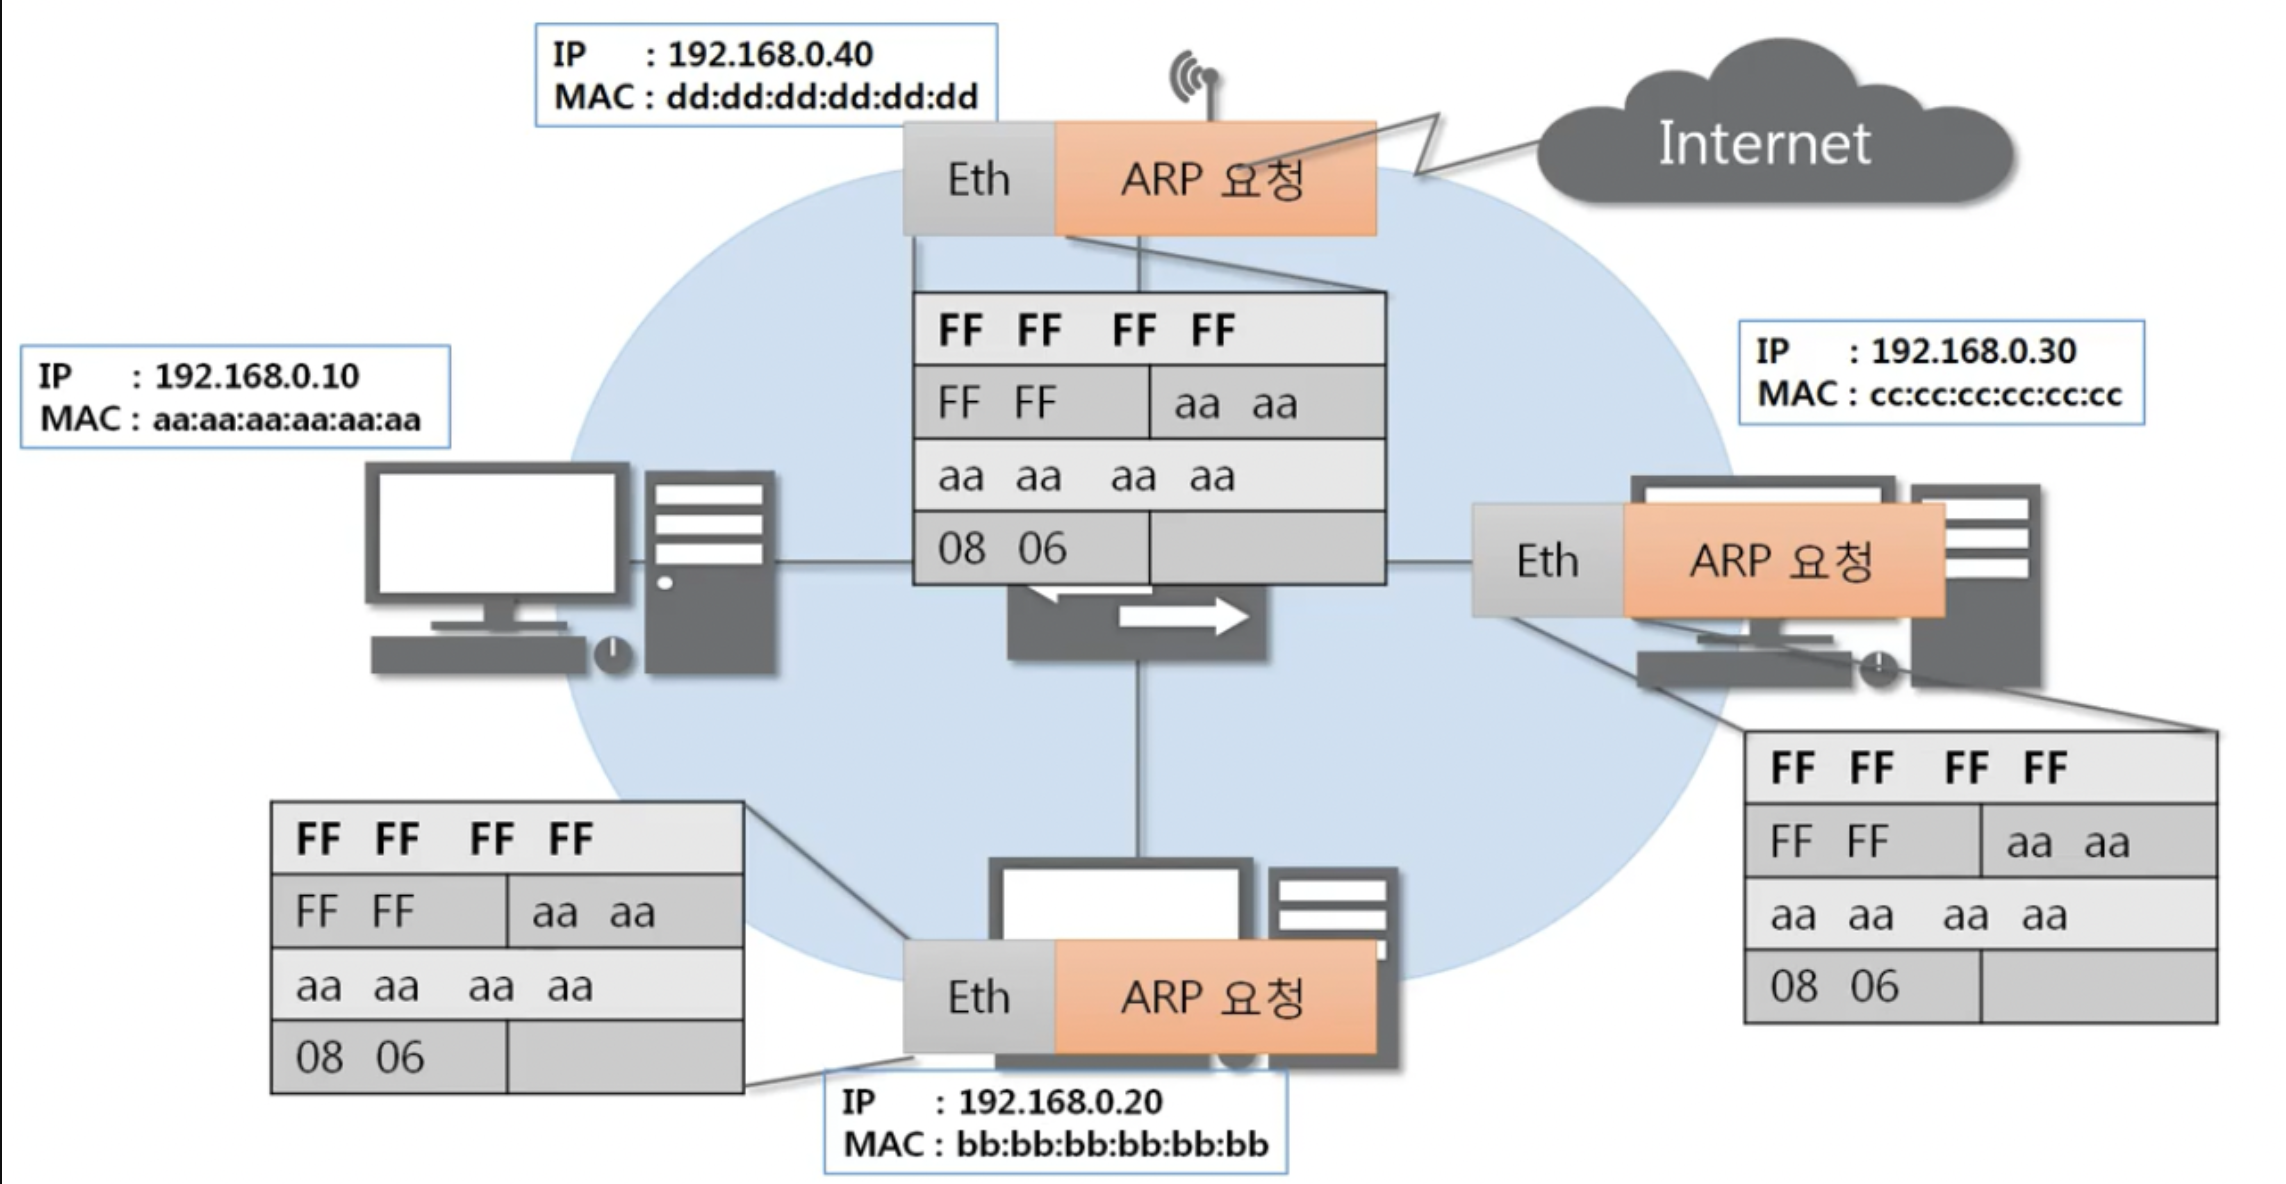 IP : 192.168.0.40
MAC : dd:dd:dd:dd:dd:dd
Internet
Eth ARP 요청
FF FF FF FF
FF FF aa aa
aa aa aa aa
08 06
IP : 192.168.0.10
MAC : aa:aa:aa:aa:aa:aa
IP : 192.168.0.30
MAC : cc:cc:cc:cc:cc:cc
Eth ARP 요청
FF FF FF FF
FF FF aa aa
aa aa aa aa
08 06
FF FF FF FF
FF FF aa aa
aa aa aa aa
08 06
Eth ARP 요청
IP : 192.168.0.20
MAC : bb:bb:bb:bb:bb:bb